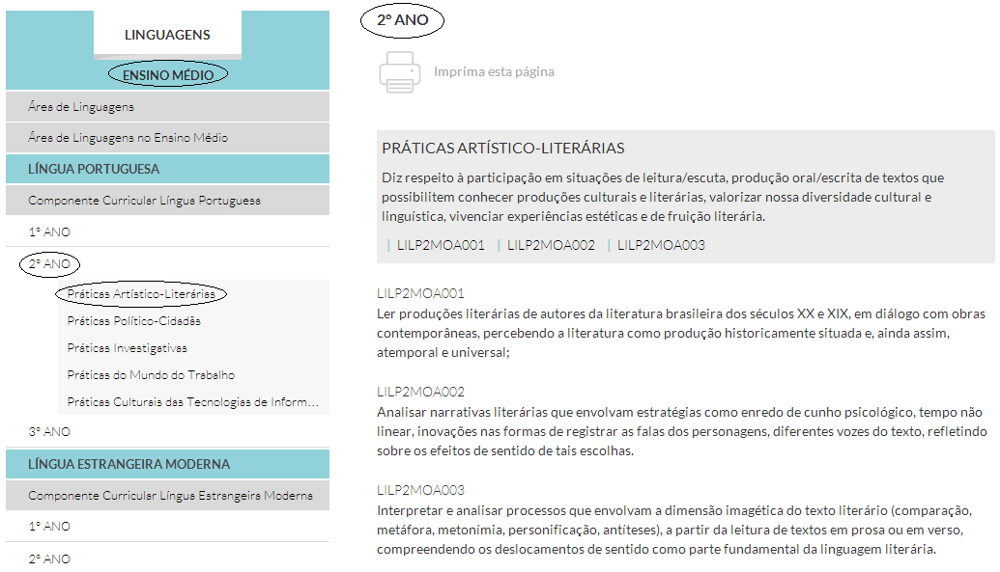 LINGUAGENS
ENSINO MÉDIO
Área de Linguagens
Área de Linguagens no Ensino Médio
LÍNGUA PORTUGUESA
Componente Curricular Língua Portuguesa
1º ANO
2º ANO
Práticas Artístico-Literárias
Práticas Político-Cidadãs
Práticas Investigativas
Práticas do Mundo do Trabalho
Práticas Culturais das Tecnologias de Inform...
3º ANO
LÍNGUA ESTRANGEIRA MODERNA
Componente Curricular Língua Estrangeira Moderna
1º ANO
2º ANO
2º ANO
Imprima esta página
PRÁTICAS ARTÍSTICO-LITERÁRIAS
Diz respeito à participação em situações de leitura/escuta, produção oral/escrita de textos que
possibilitem conhecer produções culturais e literárias, valorizar nossa diversidade cultural e
linguística, vivenciar experiências estéticas e de fruição literária.
| LILP2MOA001 | LILP2MOA002 | LILP2MOA003
LILP2MOA001
Ler produções literárias de autores da literatura brasileira dos séculos XX e XIX, em diálogo com obras
contemporâneas, percebendo a literatura como produção historicamente situada e, ainda assim,
atemporal e universal;
LILP2MOA002
Analisar narrativas literárias que envolvam estratégias como enredo de cunho psicológico, tempo não
linear, inovações nas formas de registrar as falas dos personagens, diferentes vozes do texto, refletindo
sobre os efeitos de sentido de tais escolhas.
LILP2MOA003
Interpretar e analisar processos que envolvam a dimensão imagética do texto literário (comparação,
metáfora, metonímia, personificação, antíteses), a partir da leitura de textos em prosa ou em verso,
compreendendo os deslocamentos de sentido como parte fundamental da linguagem literária.